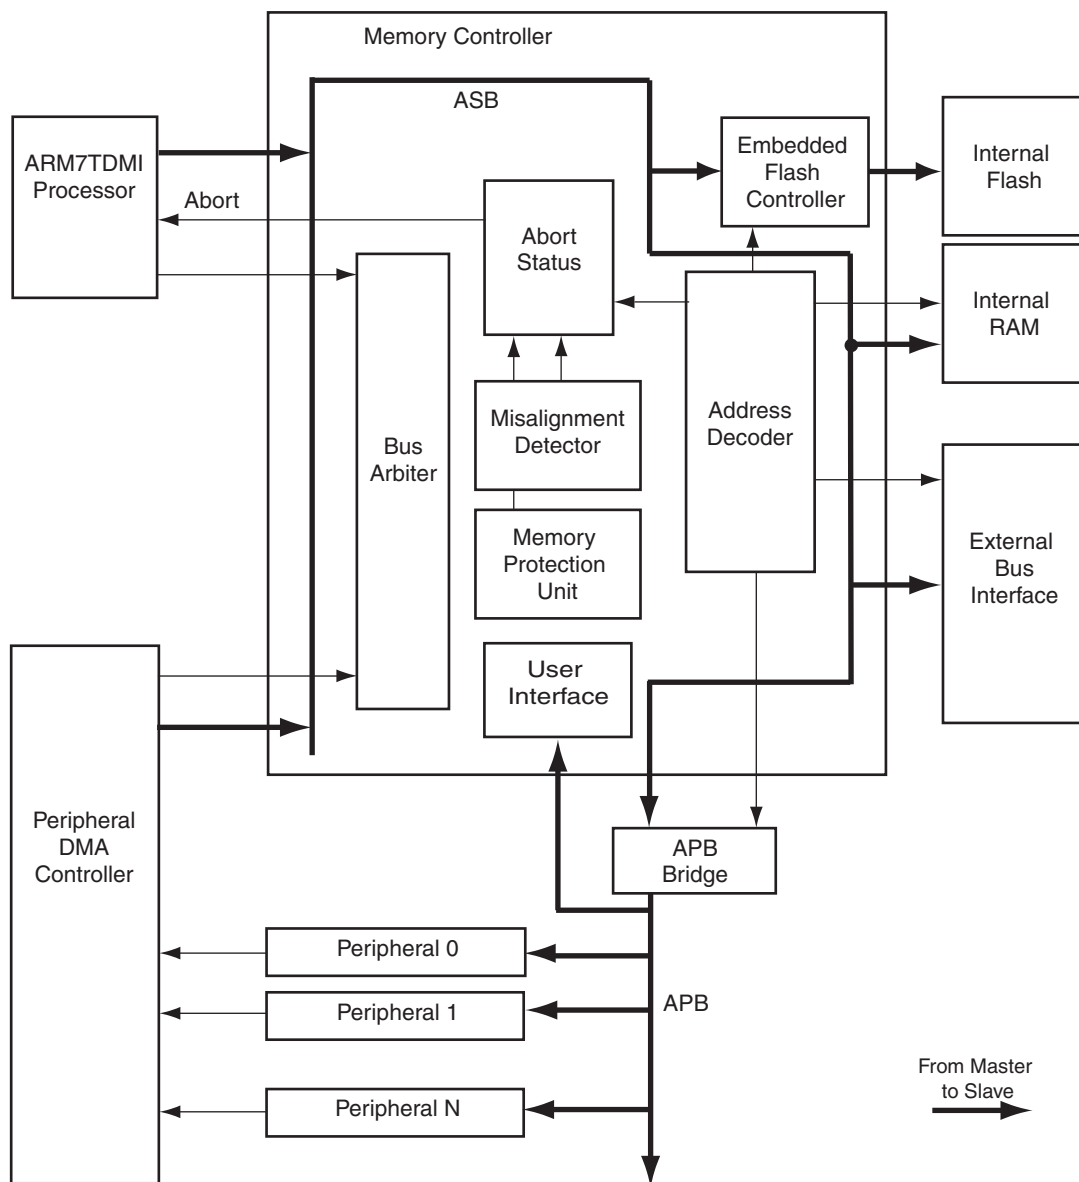 Memory Controller
ASB
ARM7TDMI
Processor
Abort
Embedded
Flash
Controller
Internal
Flash
Abort
Status
Internal
RAM
Bus
Arbiter
Misalignment
Detector
Address
Decoder
Memory
Protection
Unit
External
Bus
Interface
User
Interface
Peripheral
DMA
Controller
APB
Bridge
Peripheral 0
Peripheral 1
APB
Peripheral N
From Master
to Slave